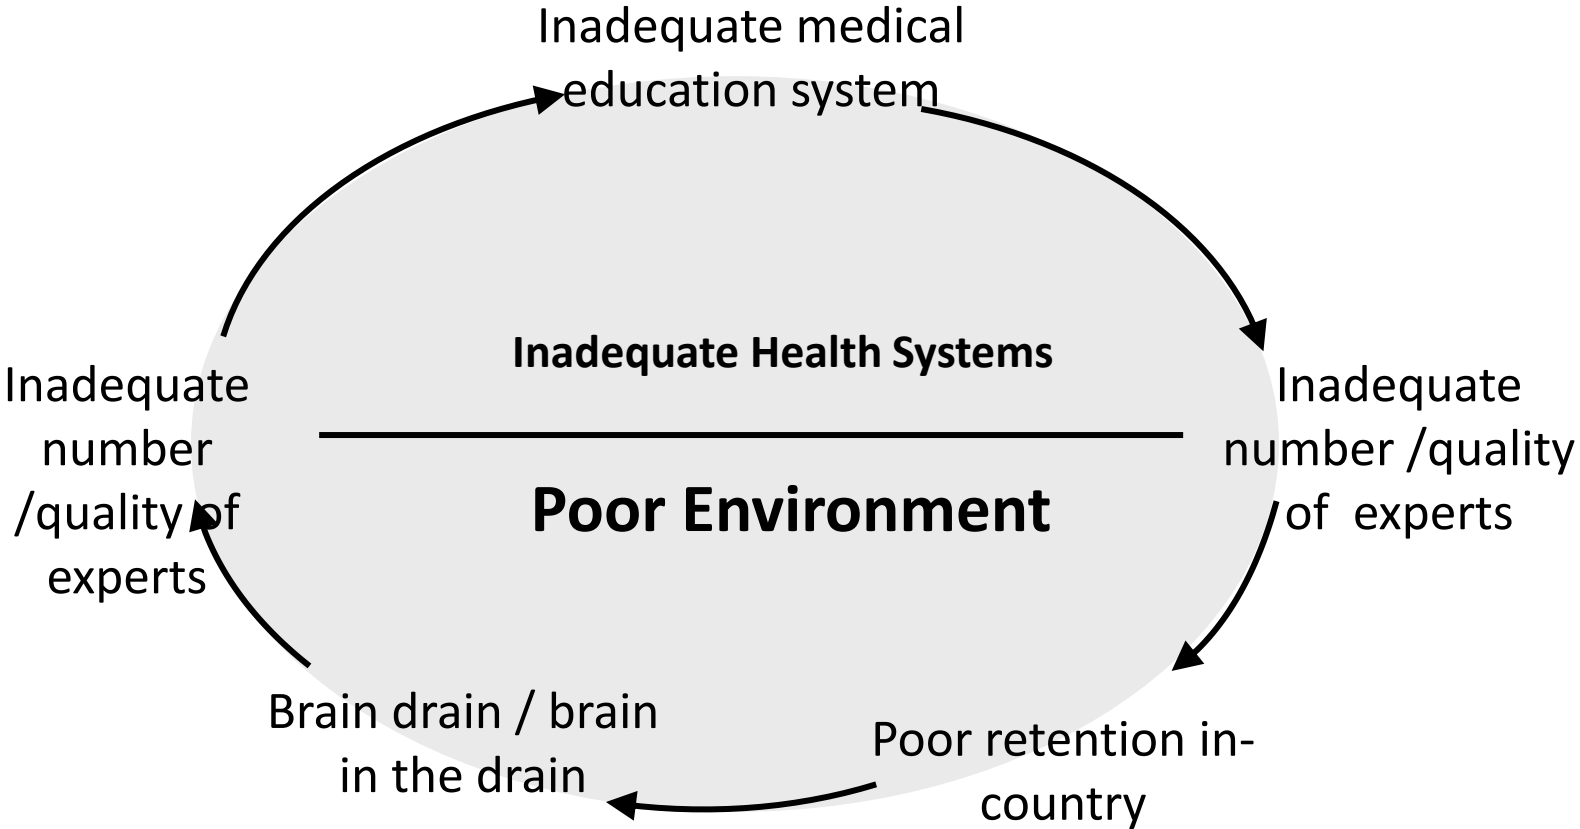 Inadequate medical
education system
Inadequate Health Systems
Poor Environment
Inadequate
number /quality
of experts
Poor retention in-
country
Brain drain / brain
in the drain
Inadequate
number
/quality of
experts